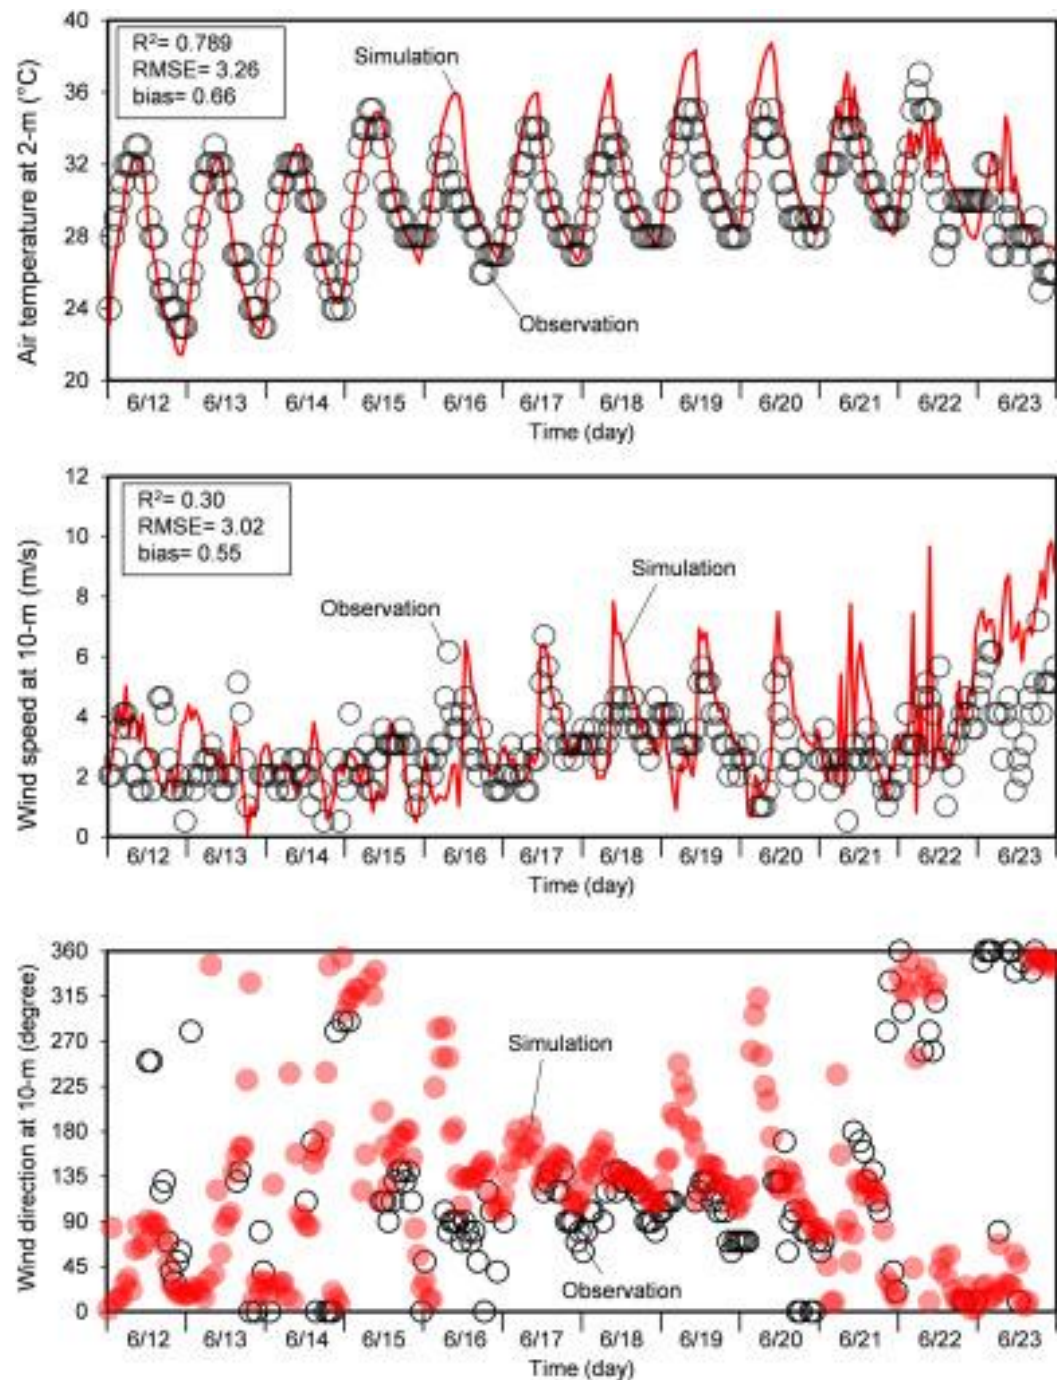 40
36
32
28
24
20
Air temperature at 2-m (°C)
R²= 0.789
RMSE= 3.26
bias= 0.66
Simulation
Observation
6/12 6/13 6/14 6/15 6/16 6/17 6/18 6/19 6/20 6/21 6/22 6/23
Time (day)
12
10
8
6
4
2
0
Wind speed at 10-m (m/s)
R²= 0.30
RMSE= 3.02
bias= 0.55
Observation
Simulation
6/12 6/13 6/14 6/15 6/16 6/17 6/18 6/19 6/20 6/21 6/22 6/23
Time (day)
360
315
270
225
180
135
90
45
0
Wind direction at 10-m (degree)
Simulation
Observation
6/12 6/13 6/14 6/15 6/16 6/17 6/18 6/19 6/20 6/21 6/22 6/23
Time (day)